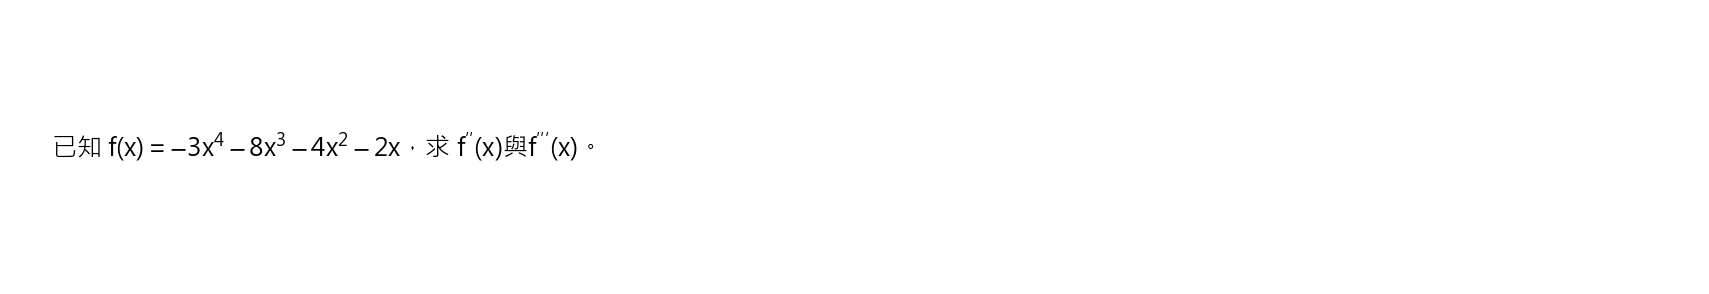 已知 f(x) = −3x⁴ − 8x³ − 4x² − 2x，求 f′′(x)與f′′′(x)。